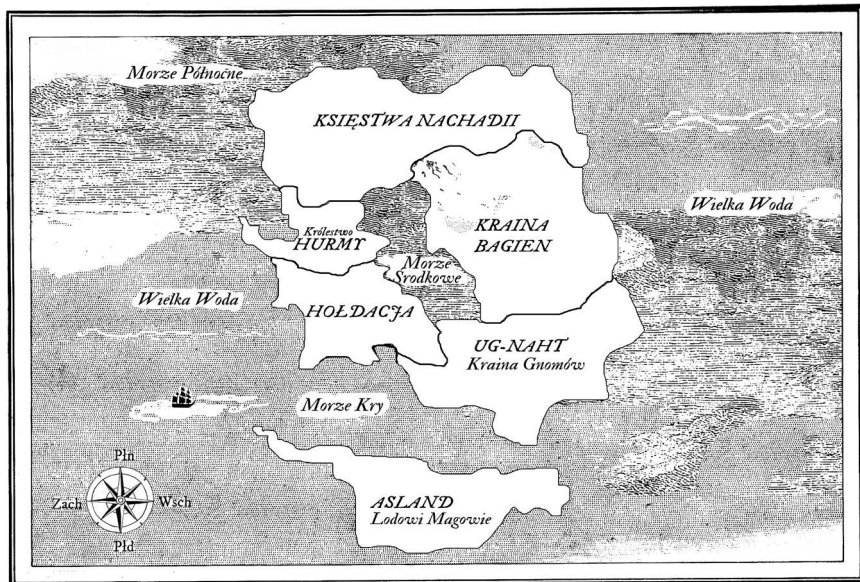 Morze Północne
KSIĘSTWA NACHADII
Wielka Woda
KRAINA
BAGIEN
Królestwo
HURMY
Morze
Środkowe
Wielka Woda
HOŁDACJA
UG-NAHT
Kraina Gnomów
Morze Kry
Płn
Zach
Wsch
Płd
ASLAND
Lodowi Magowie